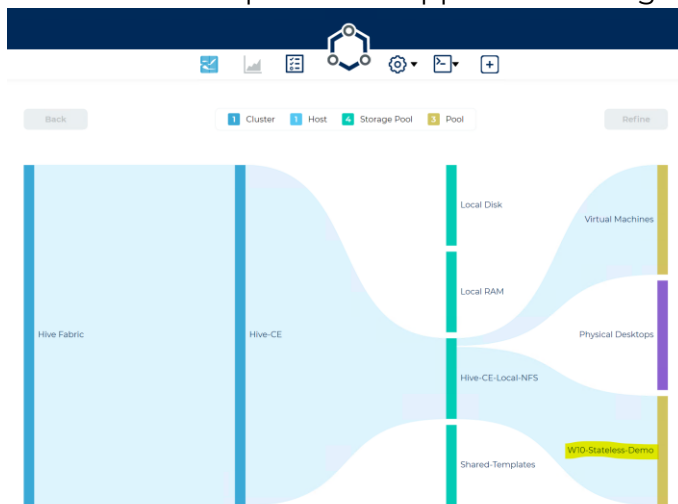 Back
1 Cluster 1 Host 4 Storage Pool 3 Pool
Refine
Local Disk
Virtual Machines
Local RAM
Hive Fabric
Hive-CE
Physical Desktops
Hive-CE-Local-NFS
W10-Stateless-Demo
Shared-Templates